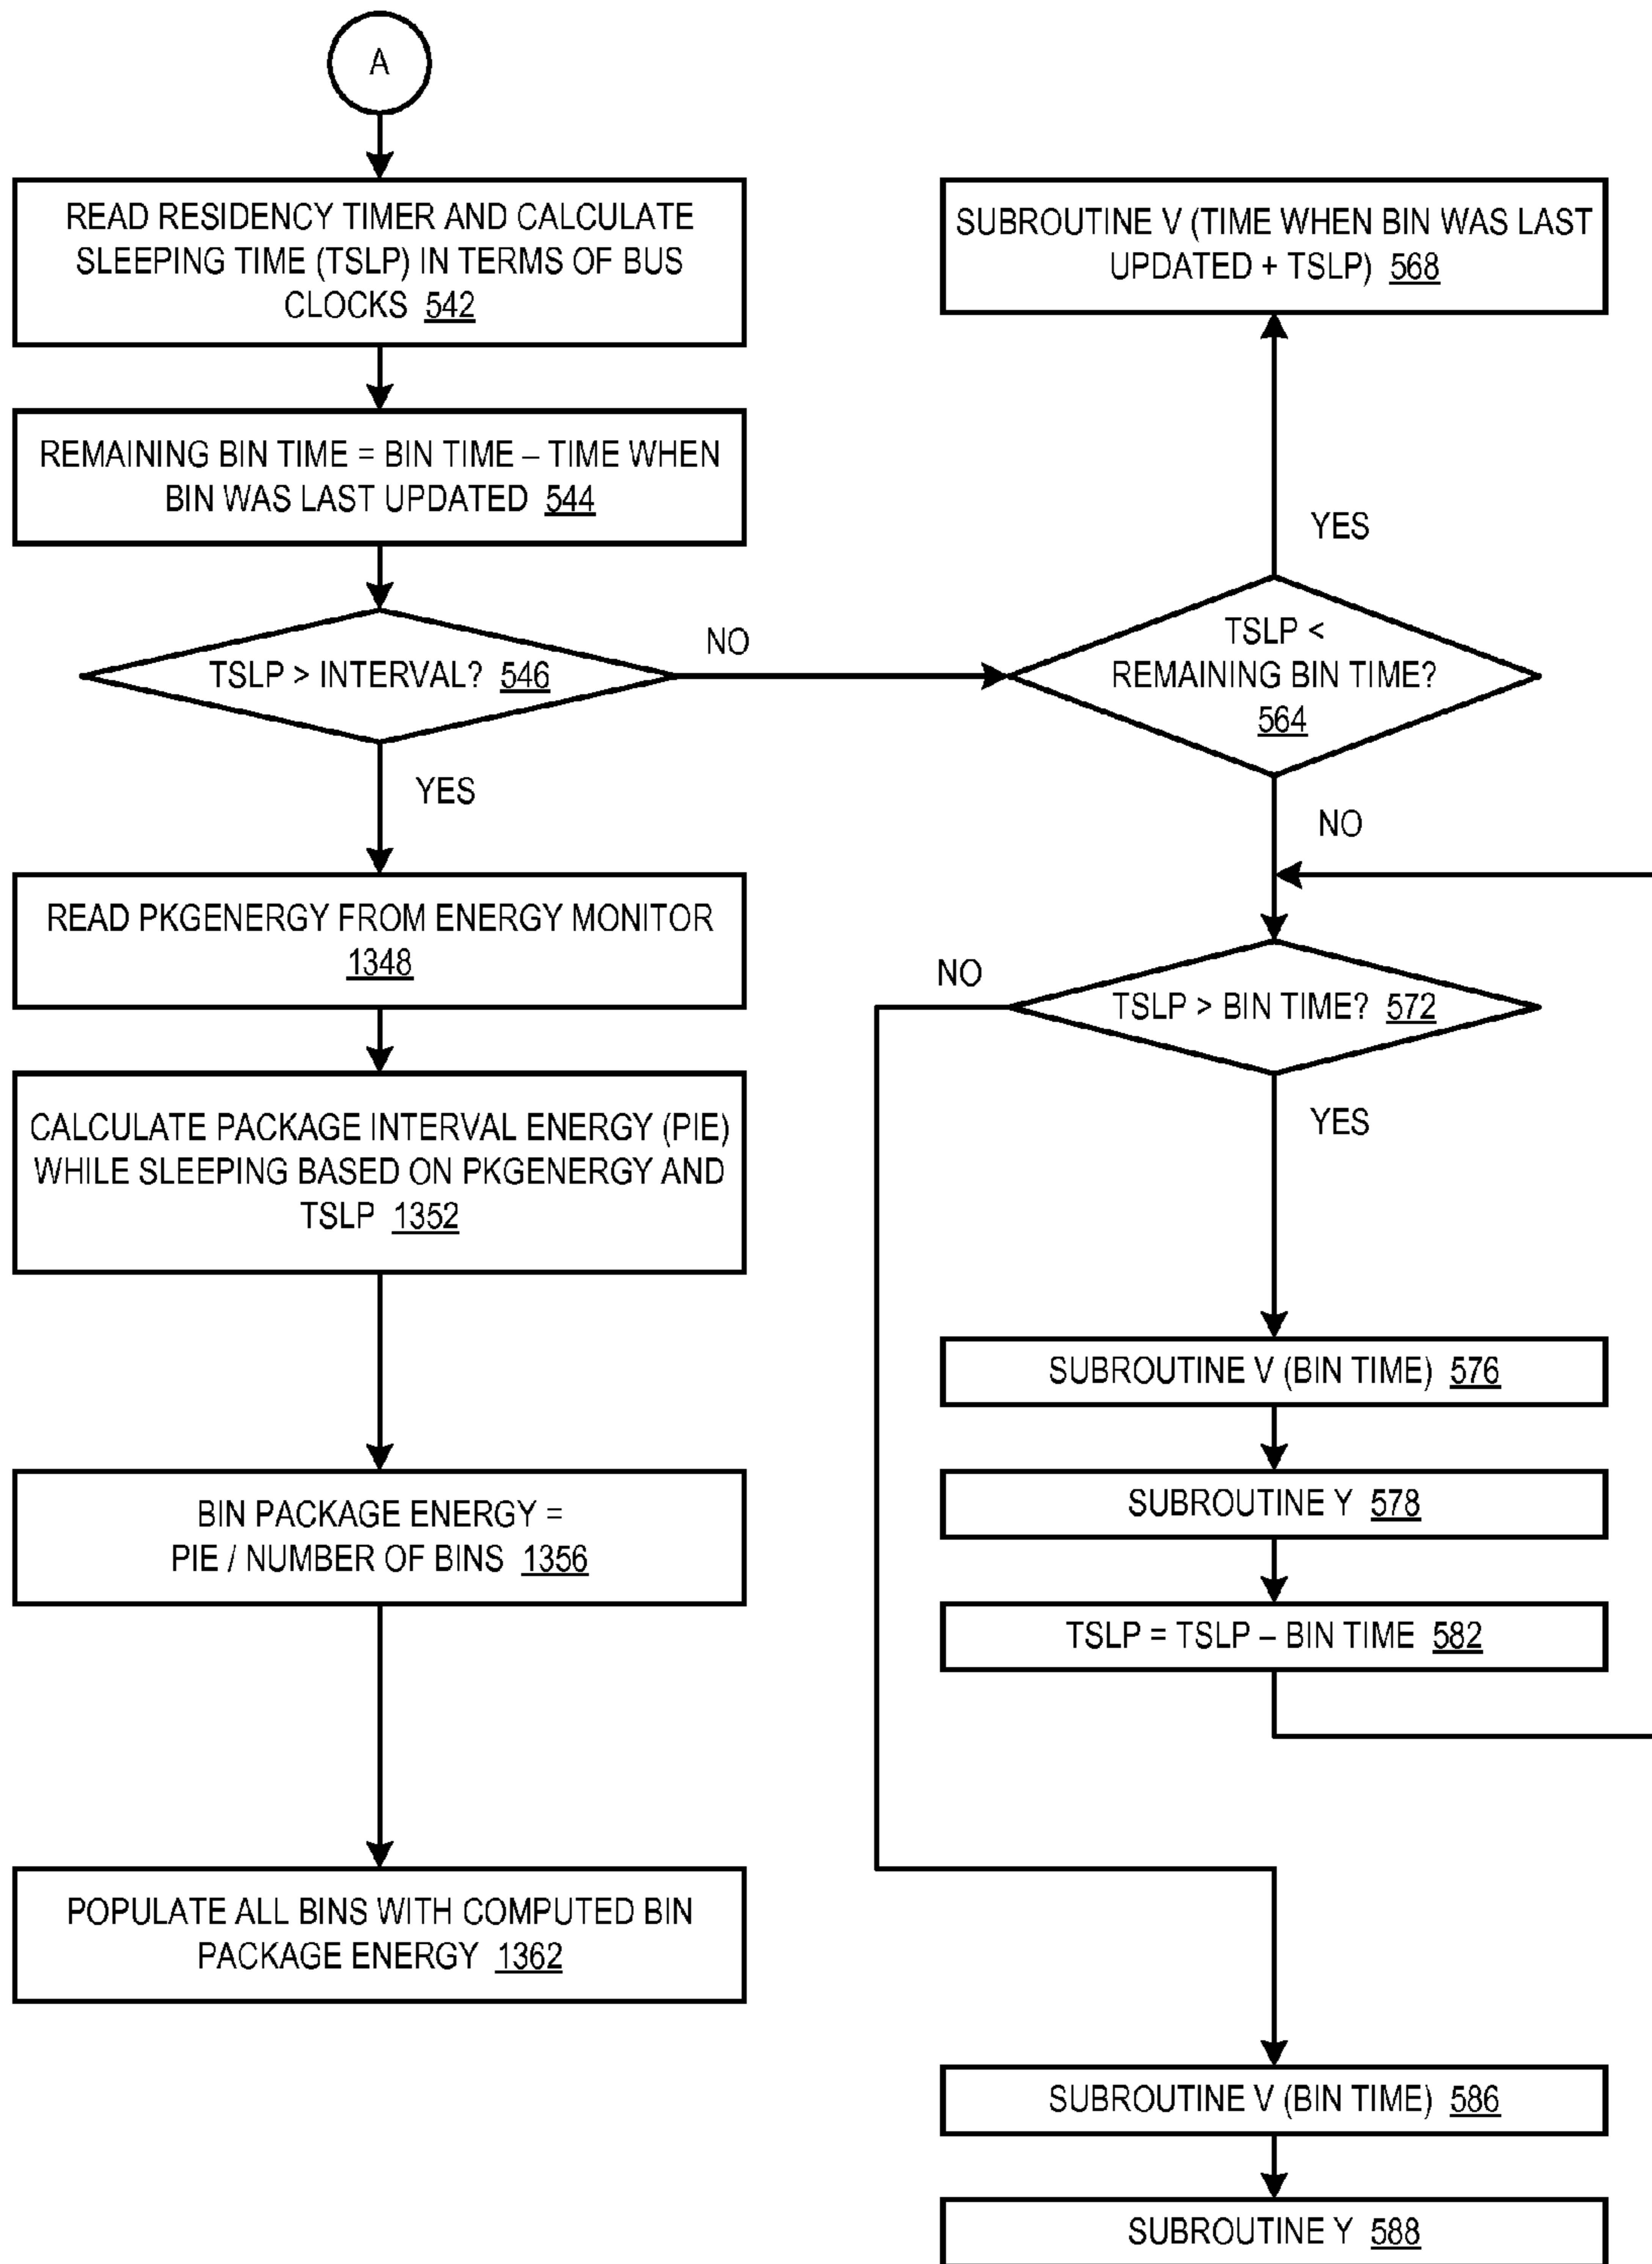 A
READ RESIDENCY TIMER AND CALCULATE
SLEEPING TIME (TSLP) IN TERMS OF BUS
CLOCKS 542
REMAINING BIN TIME = BIN TIME – TIME WHEN
BIN WAS LAST UPDATED 544
TSLP > INTERVAL? 546
NO
YES
READ PKGENERGY FROM ENERGY MONITOR
1348
CALCULATE PACKAGE INTERVAL ENERGY (PIE)
WHILE SLEEPING BASED ON PKGENERGY AND
TSLP 1352
BIN PACKAGE ENERGY =
PIE / NUMBER OF BINS 1356
POPULATE ALL BINS WITH COMPUTED BIN
PACKAGE ENERGY 1362
SUBROUTINE V (TIME WHEN BIN WAS LAST
UPDATED + TSLP) 568
YES
TSLP <
REMAINING BIN TIME?
564
NO
NO
TSLP > BIN TIME? 572
YES
SUBROUTINE V (BIN TIME) 576
SUBROUTINE Y 578
TSLP = TSLP – BIN TIME 582
SUBROUTINE V (BIN TIME) 586
SUBROUTINE Y 588